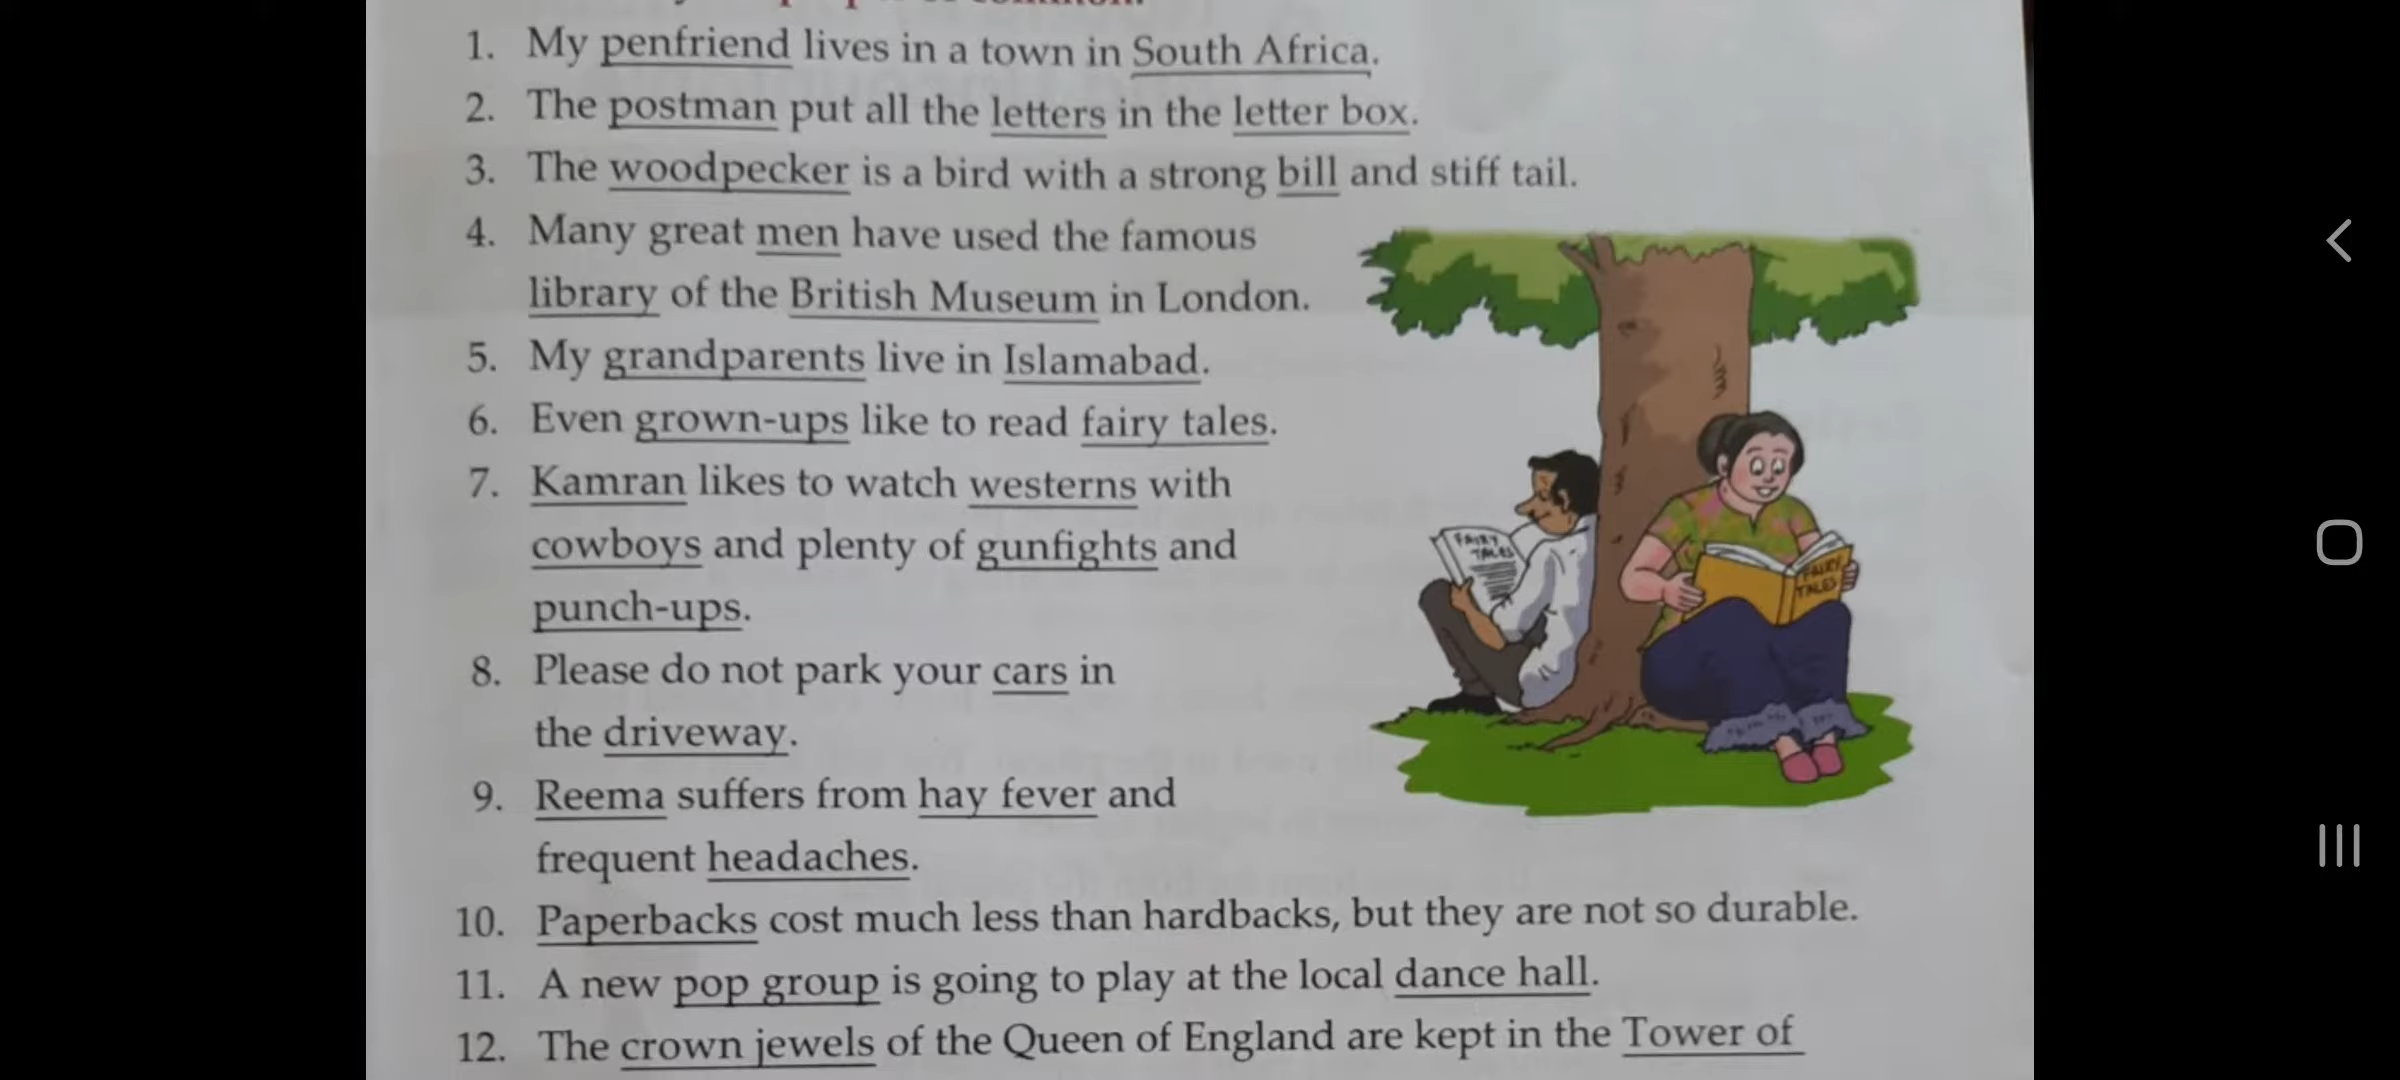 1. My penfriend lives in a town in South Africa.
2. The postman put all the letters in the letter box.
3. The woodpecker is a bird with a strong bill and stiff tail.
4. Many great men have used the famous
library of the British Museum in London.
5. My grandparents live in Islamabad.
6. Even grown-ups like to read fairy tales.
7. Kamran likes to watch westerns with
cowboys and plenty of gunfights and
punch-ups.
FAIRY
TALES
FAIRY
TALES
8. Please do not park your cars in
the driveway.
9. Reema suffers from hay fever and
frequent headaches.
10. Paperbacks cost much less than hardbacks, but they are not so durable.
11. A new pop group is going to play at the local dance hall.
12. The crown jewels of the Queen of England are kept in the Tower of